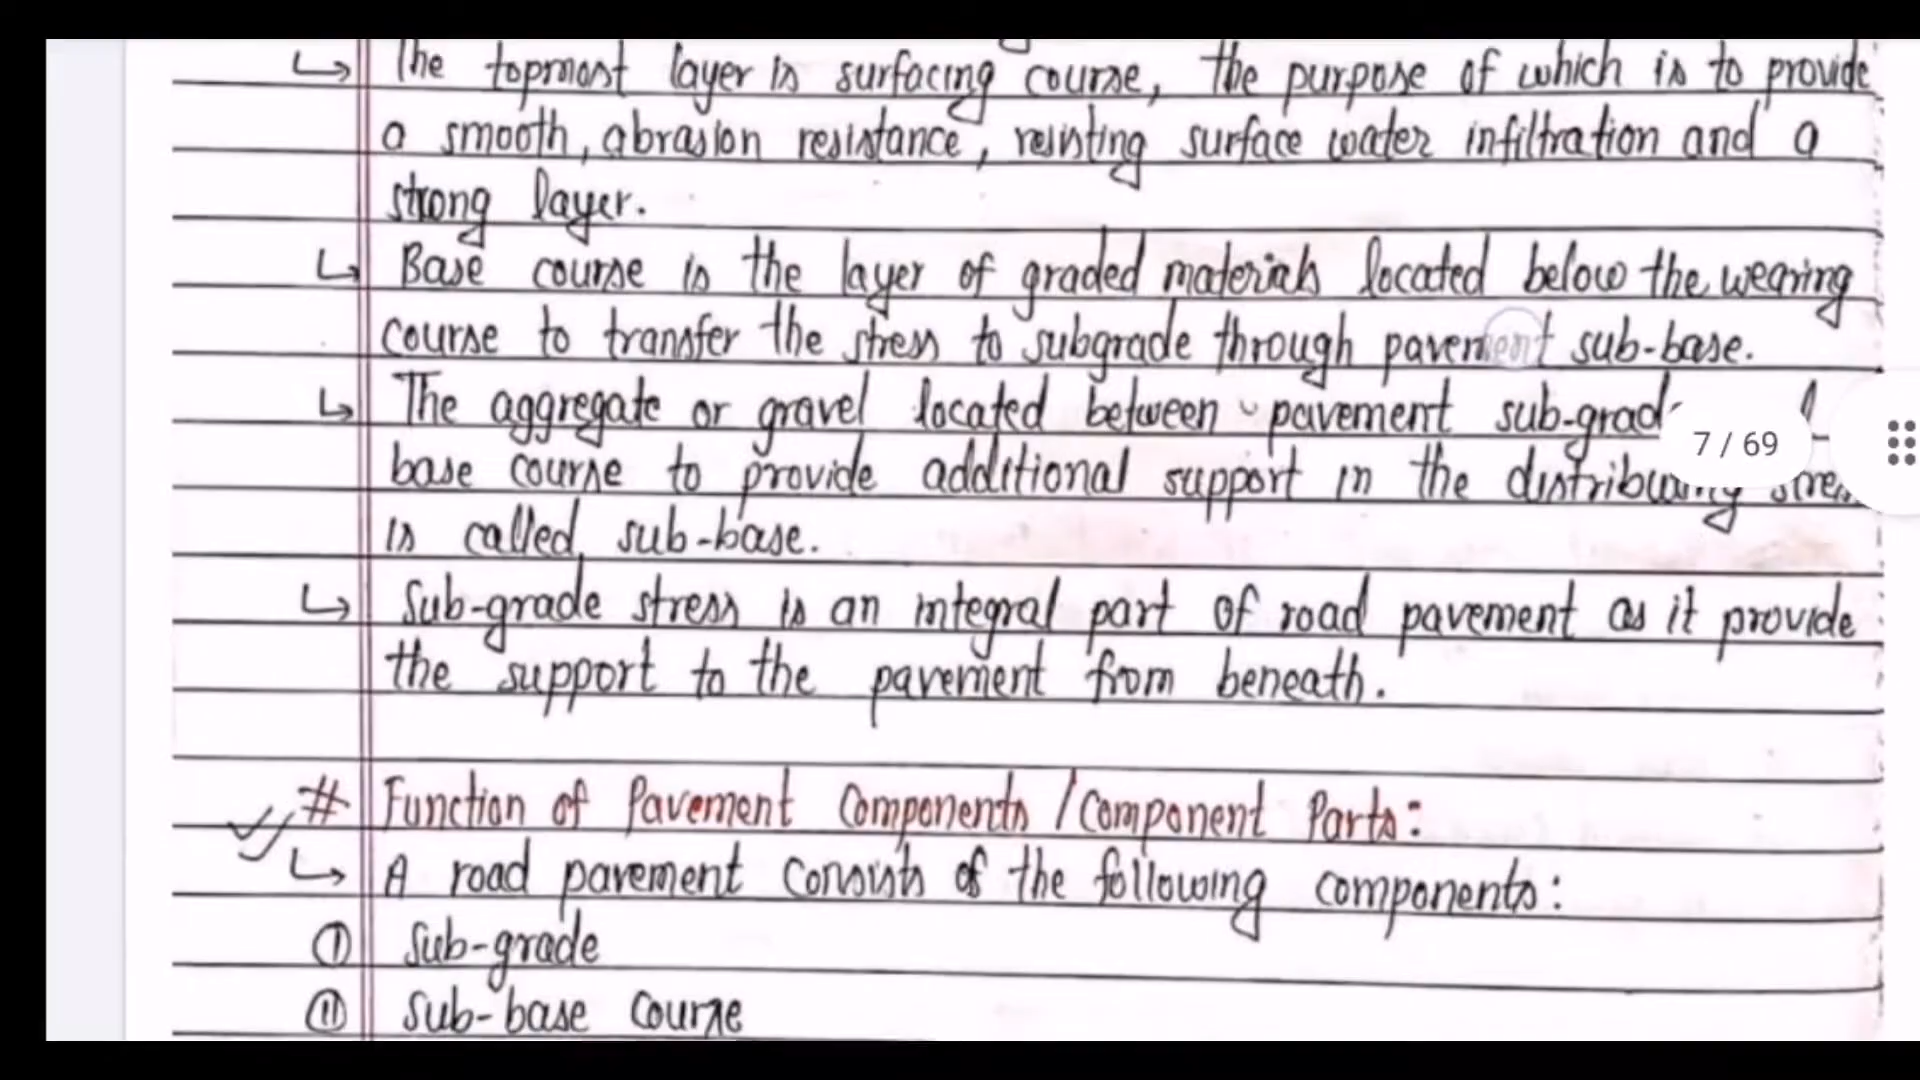 ↳ The topmost layer is surfacing course, the purpose of which is to provide
a smooth, abrasion resistance, resisting surface water infiltration and a
strong layer.
↳ Base course is the layer of graded materials located below the wearing
course to transfer the stress to subgrade through pavement sub-base.
↳ The aggregate or gravel located between pavement
7 / 69
base course to provide additional support in the
is called sub-base.
↳ Sub-grade stress is an integral part of road pavement as it provide
the support to the pavement from beneath.
# Function of Pavement Components / Component Parts:
↳ A road pavement consists of the following components:
(I) Sub-grade
(II) Sub-base course